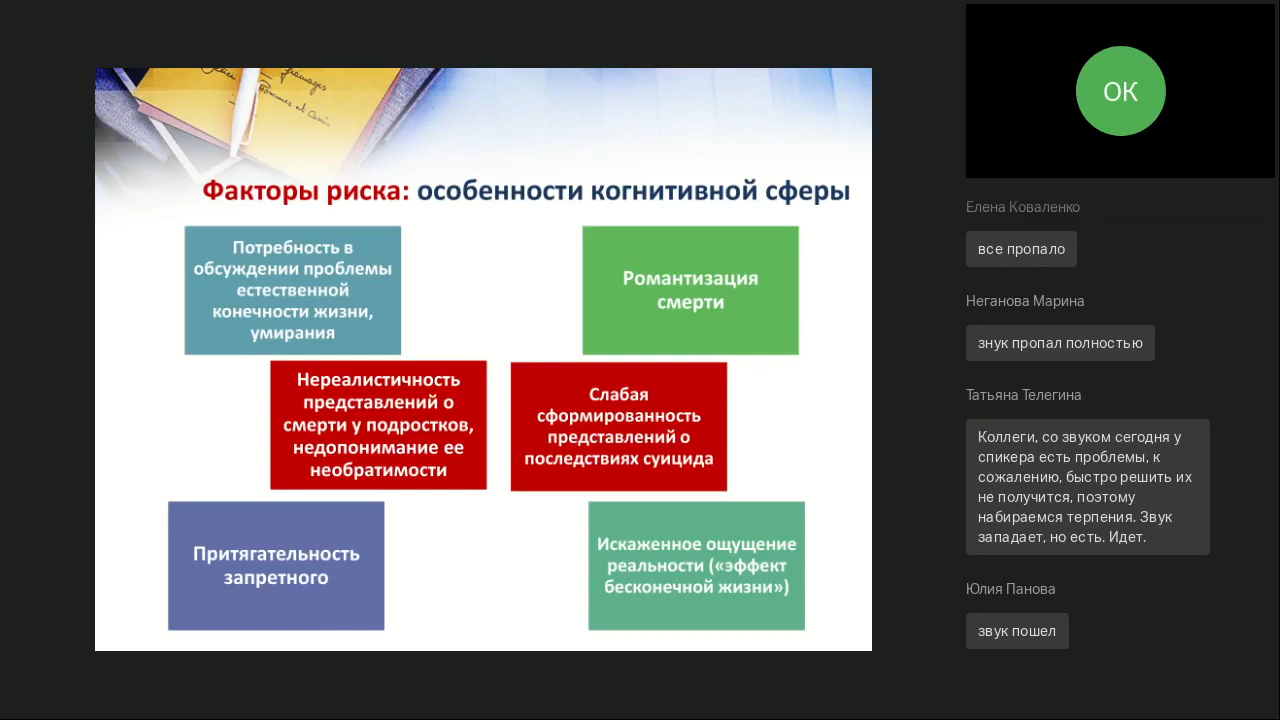 Факторы риска: особенности когнитивной сферы
Потребность в
обсуждении проблемы
естественной
конечности жизни,
умирания
Романтизация
смерти
Нереалистичность
представлений о
смерти у подростков,
недопонимание ее
необратимости
Слабая
сформированность
представлений о
последствиях суицида
Притягательность
запретного
Искаженное ощущение
реальности («эффект
бесконечной жизни»)
ОК
Елена Коваленко
все пропало
Неганова Марина
знук пропал полностью
Татьяна Телегина
Коллеги, со звуком сегодня у
спикера есть проблемы, к
сожалению, быстро решить их
не получится, поэтому
набираемся терпения. Звук
западает, но есть. Идет.
Юлия Панова
звук пошел